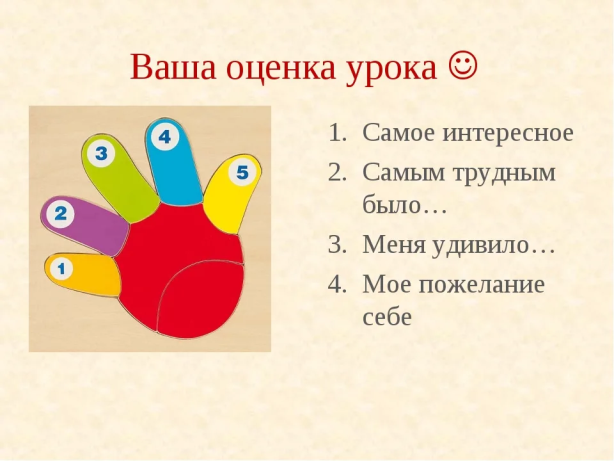 Ваша оценка урока ☺
1
2
3
4
5
1. Самое интересное
2. Самым трудным
было…
3. Меня удивило…
4. Мое пожелание
себе